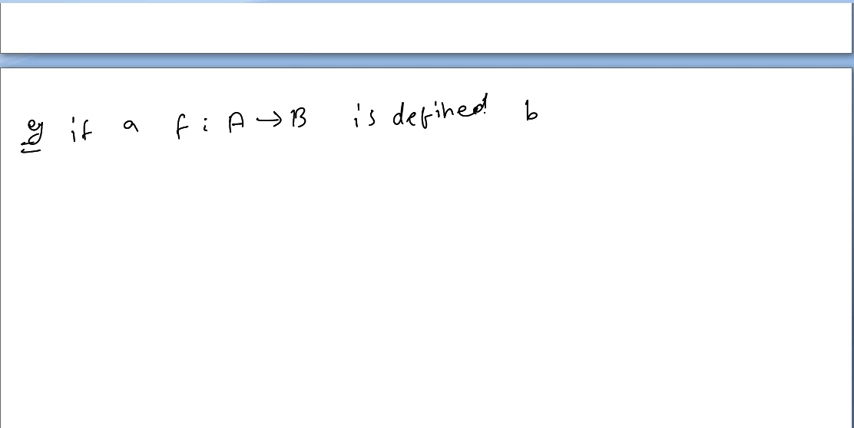 eg if a f : A → B is defined b